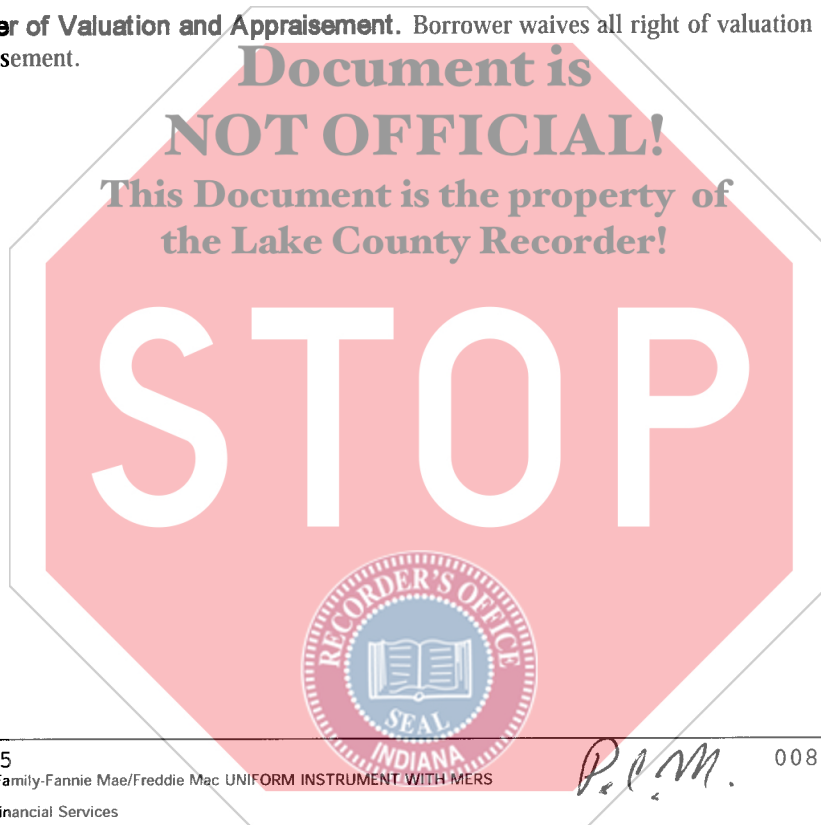 er of Valuation and Appraisement. Borrower waives all right of valuation
sement.
Document is
NOT OFFICIAL!
This Document is the property of
the Lake County Recorder!
STOP
RECORDER'S OFFICE
SEAL
INDIANA
5
008
Family-Fannie Mae/Freddie Mac UNIFORM INSTRUMENT WITH MERS
inancial Services